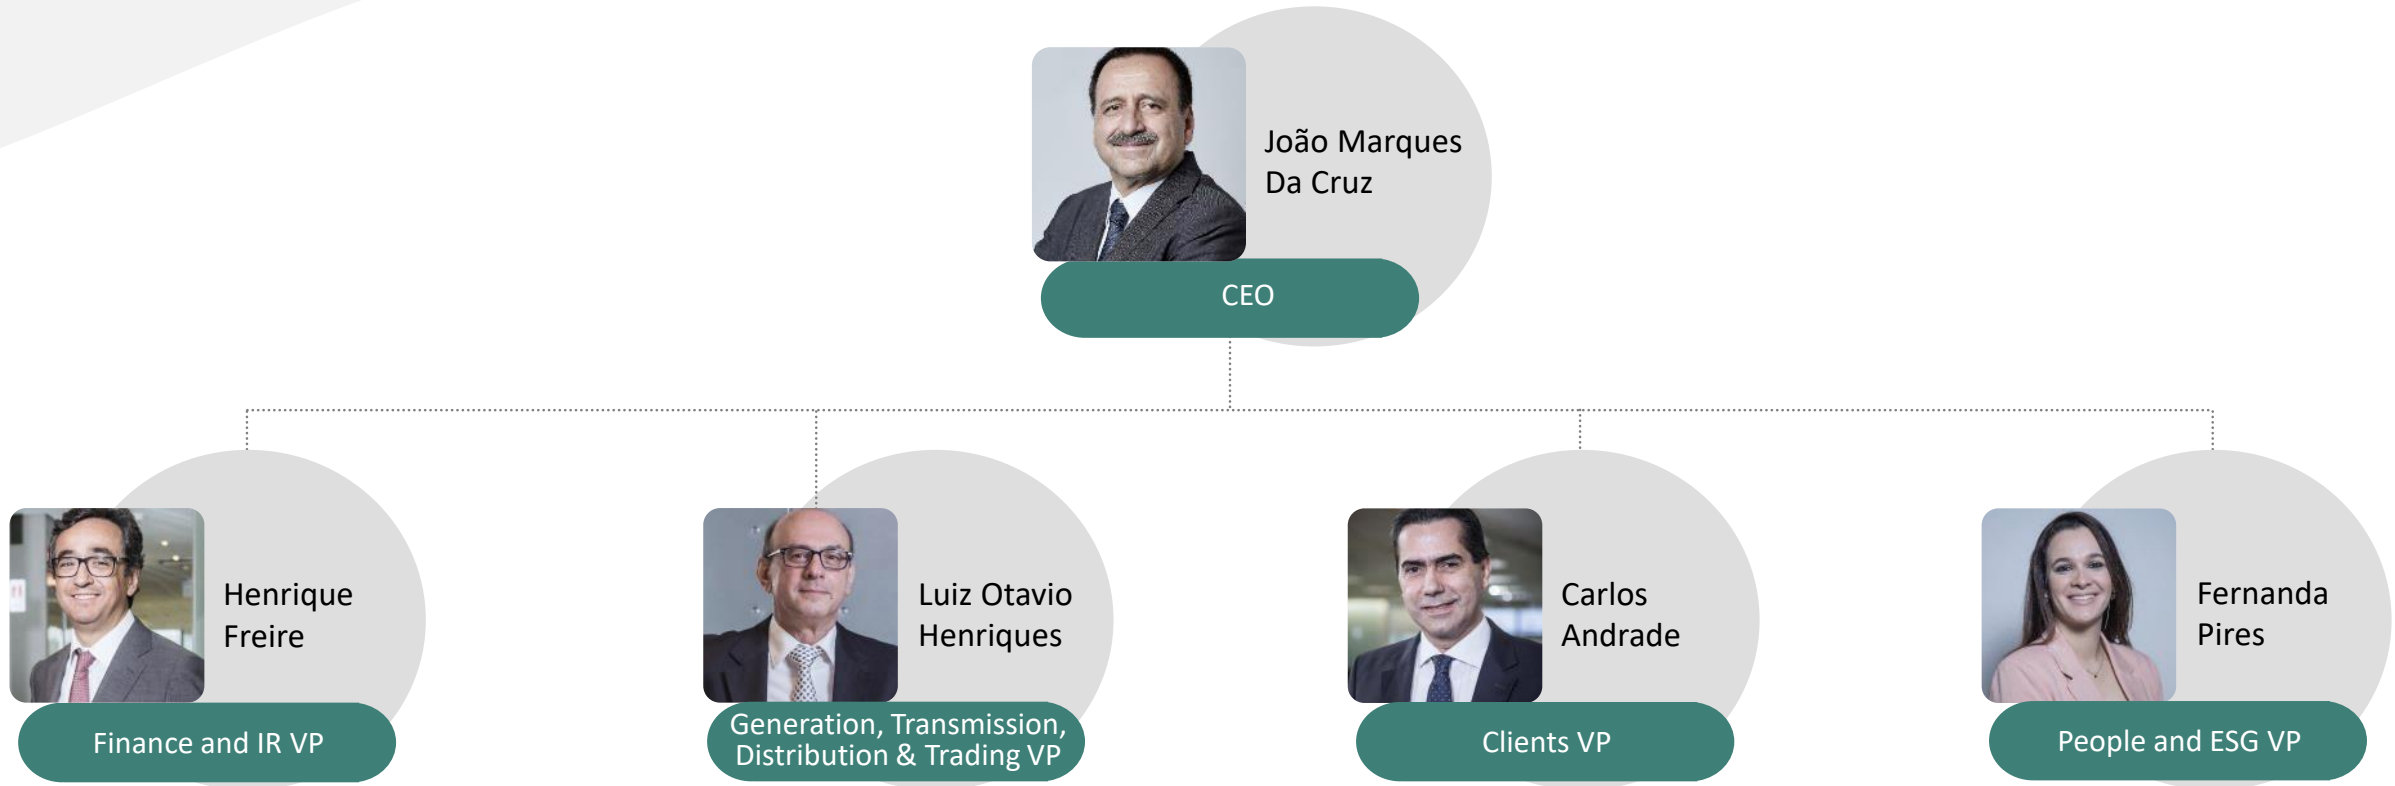 João Marques
Da Cruz
CEO
Henrique
Freire
Finance and IR VP
Luiz Otavio
Henriques
Generation, Transmission,
Distribution & Trading VP
Carlos
Andrade
Clients VP
Fernanda
Pires
People and ESG VP